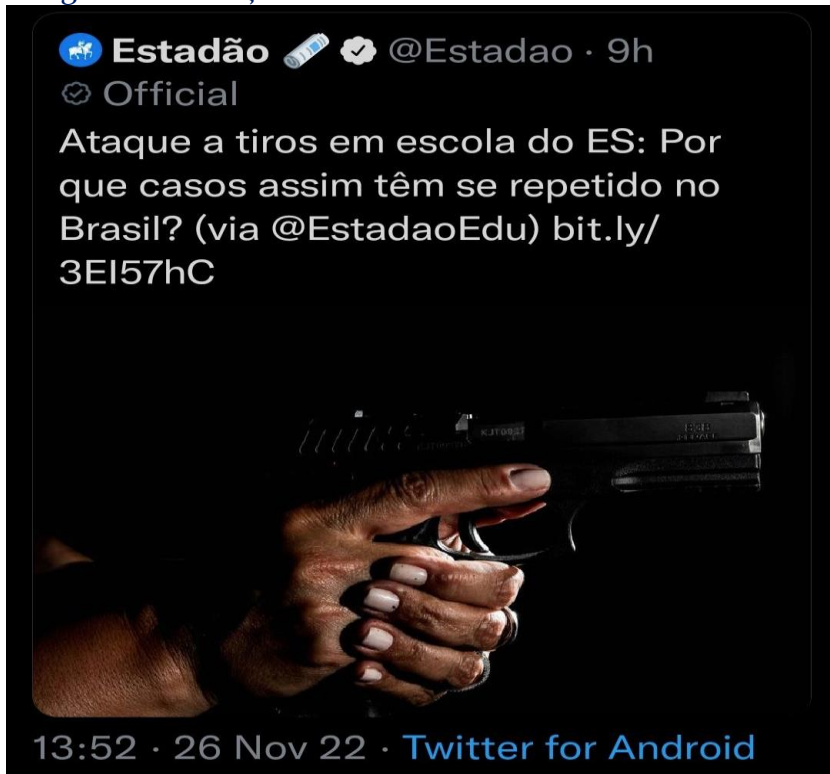 Estadão @Estadao · 9h
Official
Ataque a tiros em escola do ES: Por
que casos assim têm se repetido no
Brasil? (via @EstadaoEdu) bit.ly/
3EI57hC
13:52 · 26 Nov 22 · Twitter for Android